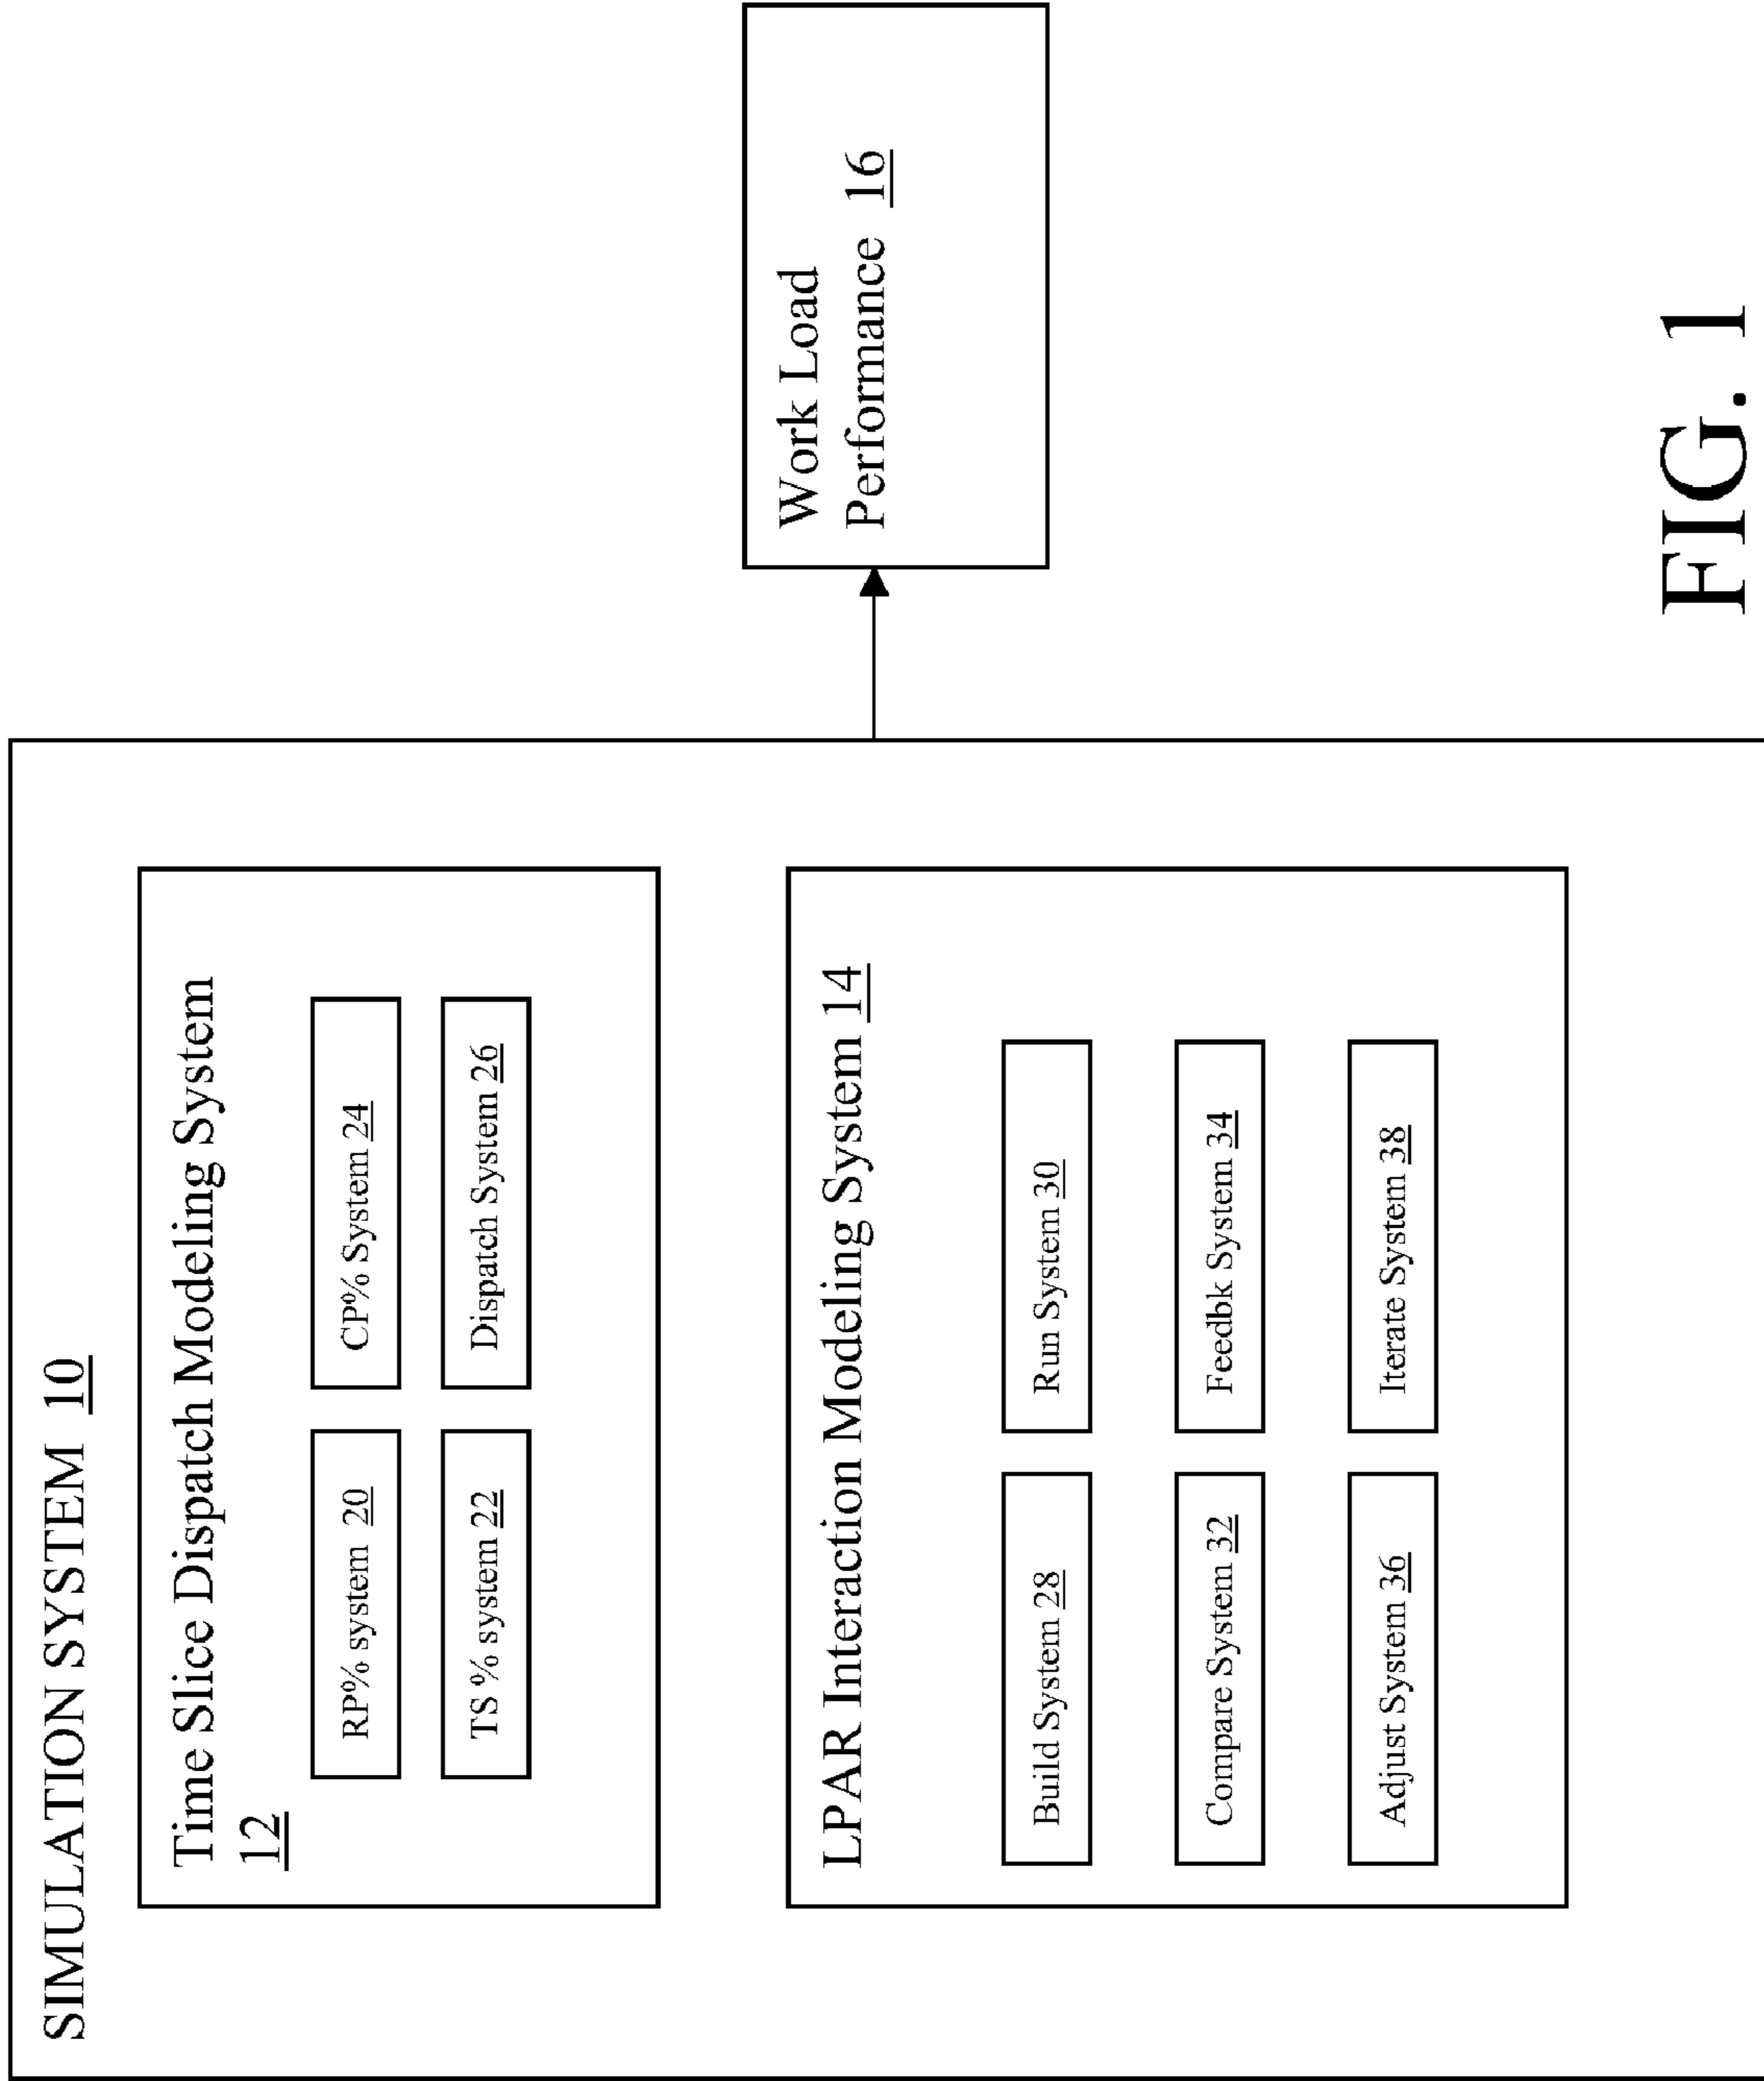 SIMULATION SYSTEM 10
Time Slice Dispatch Modeling System
12
RP% system 20
CP% System 24
TS % system 22
Dispatch System 26
LPAR Interaction Modeling System 14
Build System 28
Run System 30
Compare System 32
Feedbk System 34
Adjust System 36
Iterate System 38
Work Load
Performance 16
FIG. 1